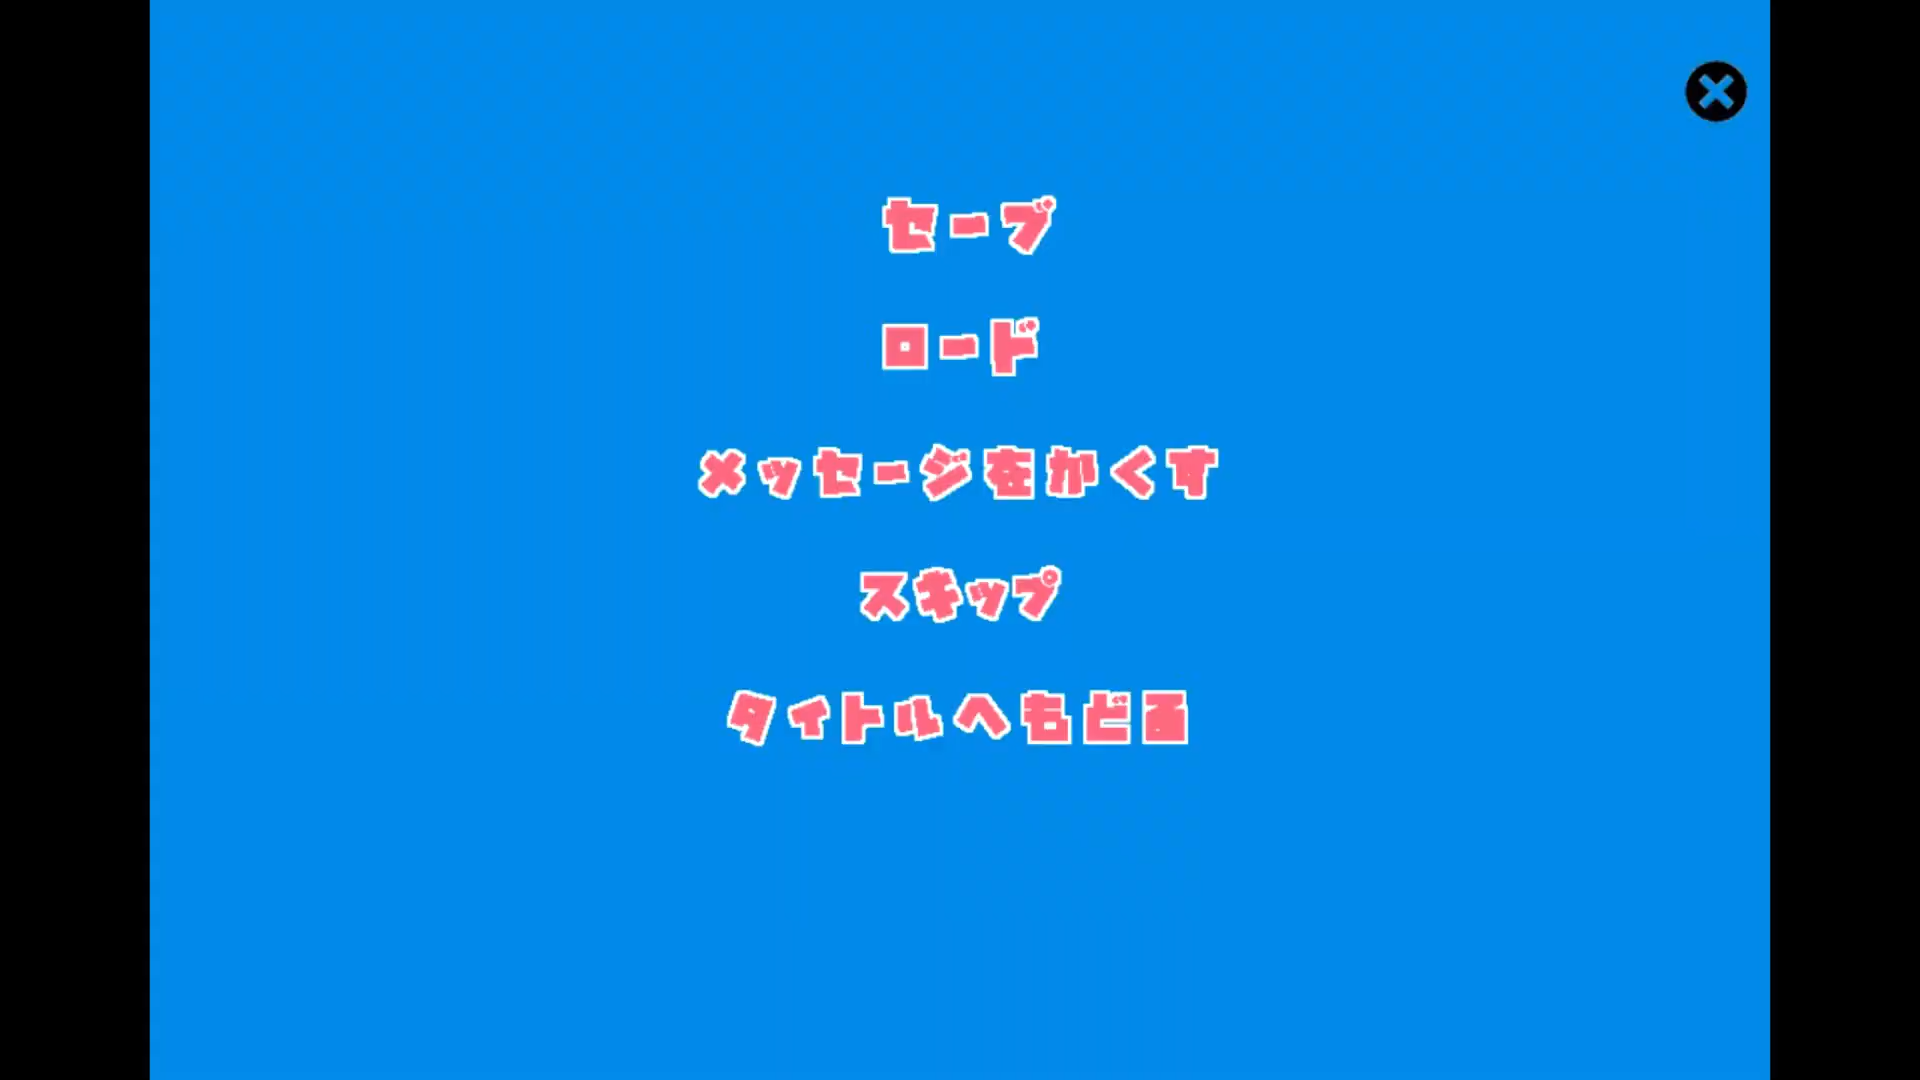 セーブ
ロード
メッセージをかくす
スキップ
タイトルへもどる